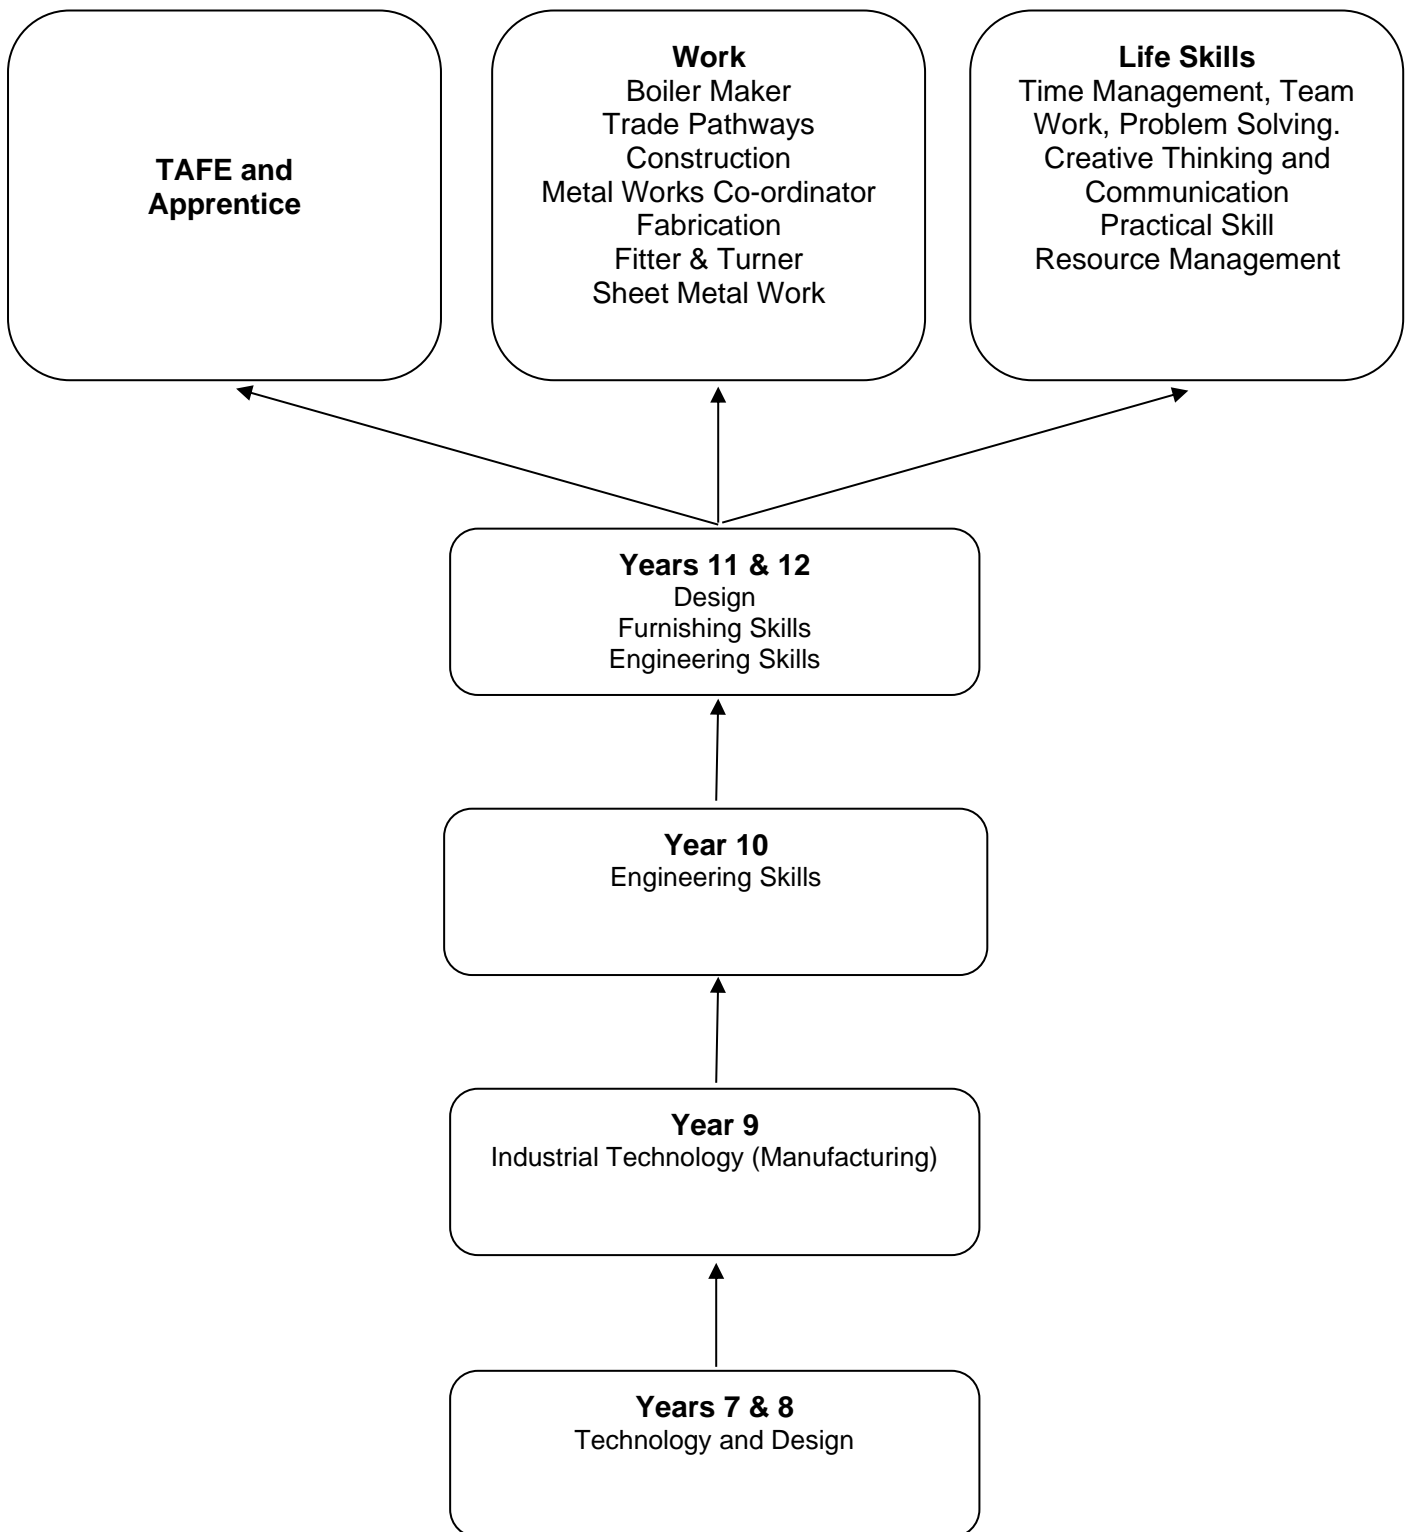 TAFE and
Apprentice
Work
Boiler Maker
Trade Pathways
Construction
Metal Works Co-ordinator
Fabrication
Fitter & Turner
Sheet Metal Work
Life Skills
Time Management, Team
Work, Problem Solving.
Creative Thinking and
Communication
Practical Skill
Resource Management
Years 11 & 12
Design
Furnishing Skills
Engineering Skills
Year 10
Engineering Skills
Year 9
Industrial Technology (Manufacturing)
Years 7 & 8
Technology and Design